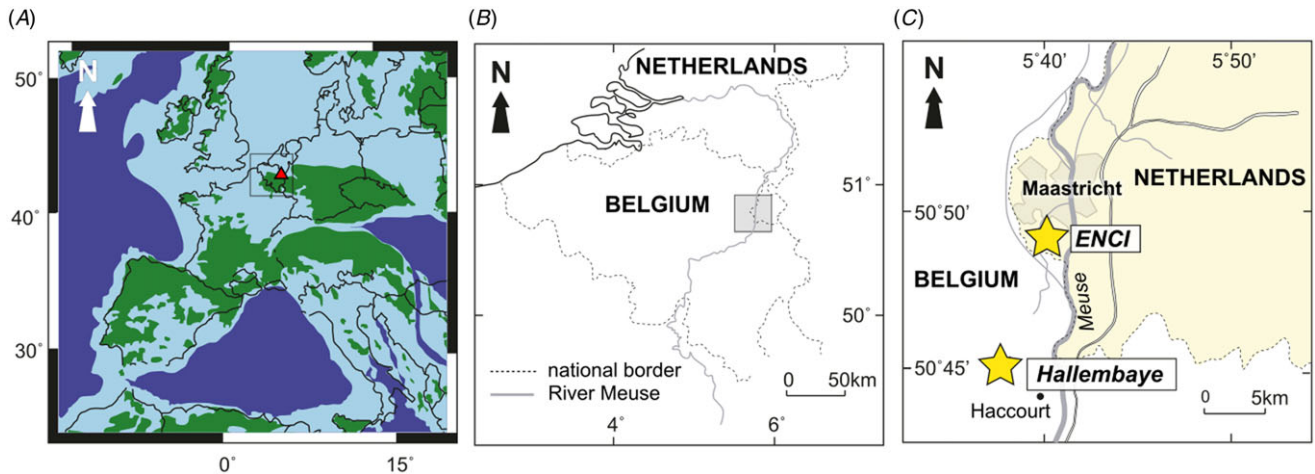 (A)
N
50°
40°
30°
0°
15°
(B)
N
NETHERLANDS
BELGIUM
51°
50°
national border
River Meuse
0 50km
4°
6°
(C)
5°40'
5°50'
N
Maastricht
NETHERLANDS
50°50'
ENCI
BELGIUM
Meuse
50°45'
Hallembaye
Haccourt
0 5km